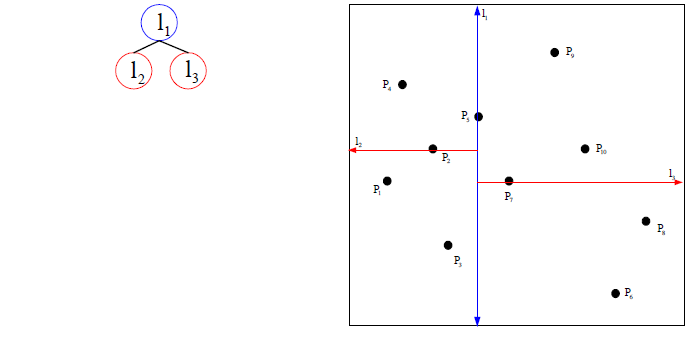 l₁
l₂ l₃
l₁
P₉
P₄
P₅
l₂
P₂
P₁₀
l₃
P₁
P₇
P₈
P₃
P₆